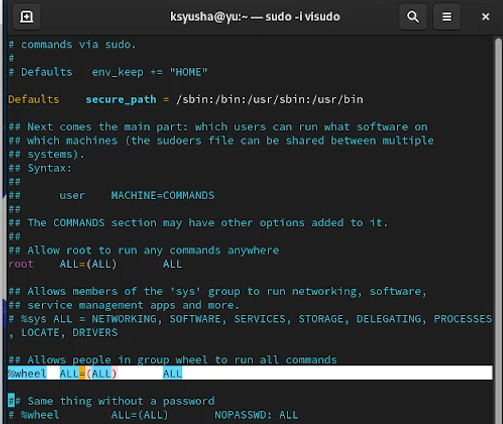 ksyusha@yu:~ — sudo -i visudo
# commands via sudo.
#
# Defaults   env_keep += "HOME"
Defaults    secure_path = /sbin:/bin:/usr/sbin:/usr/bin
## Next comes the main part: which users can run what software on
## which machines (the sudoers file can be shared between multiple
## systems).
## Syntax:
##
##      user    MACHINE=COMMANDS
##
## The COMMANDS section may have other options added to it.
##
## Allow root to run any commands anywhere
root    ALL=(ALL)       ALL
## Allows members of the 'sys' group to run networking, software,
## service management apps and more.
# %sys ALL = NETWORKING, SOFTWARE, SERVICES, STORAGE, DELEGATING, PROCESSES
, LOCATE, DRIVERS
## Allows people in group wheel to run all commands
%wheel  ALL=(ALL)       ALL
## Same thing without a password
# %wheel        ALL=(ALL)       NOPASSWD: ALL